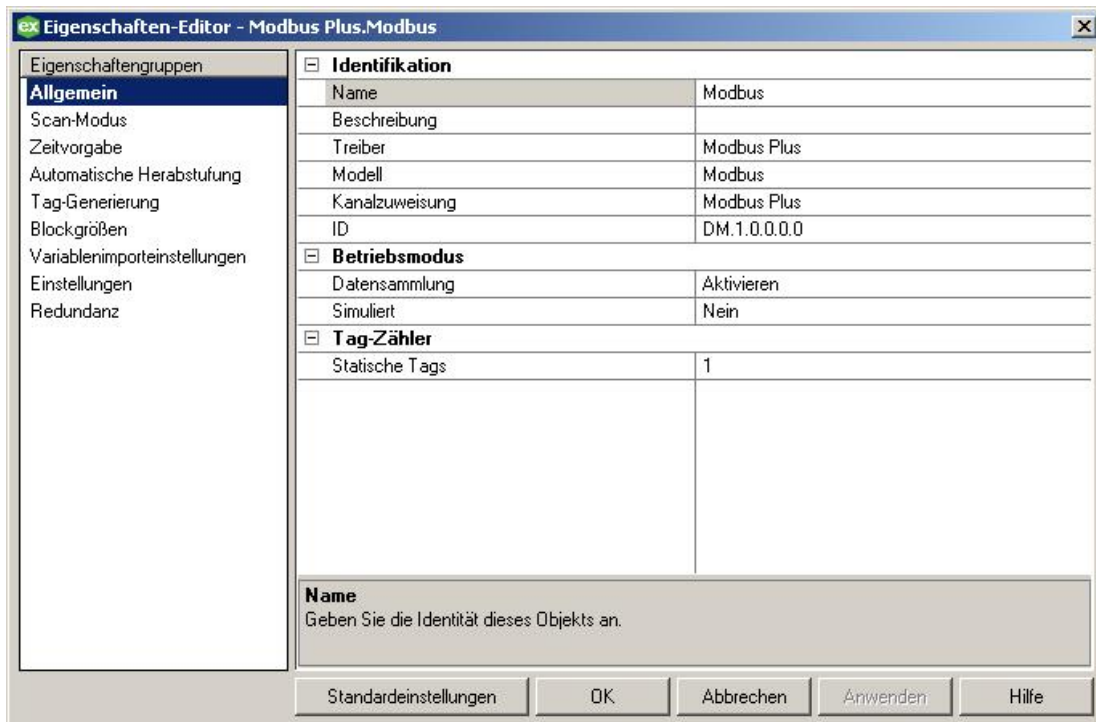 ex Eigenschaften-Editor - Modbus Plus.Modbus
Eigenschaftengruppen
Allgemein
Scan-Modus
Zeitvorgabe
Automatische Herabstufung
Tag-Generierung
Blockgrößen
Variablenimporteinstellungen
Einstellungen
Redundanz
Identifikation
Name Modbus
Beschreibung
Treiber Modbus Plus
Modell Modbus
Kanalzuweisung Modbus Plus
ID DM.1.0.0.0.0
Betriebsmodus
Datensammlung Aktivieren
Simuliert Nein
Tag-Zähler
Statische Tags 1
Name
Geben Sie die Identität dieses Objekts an.
Standardeinstellungen OK Abbrechen Anwenden Hilfe